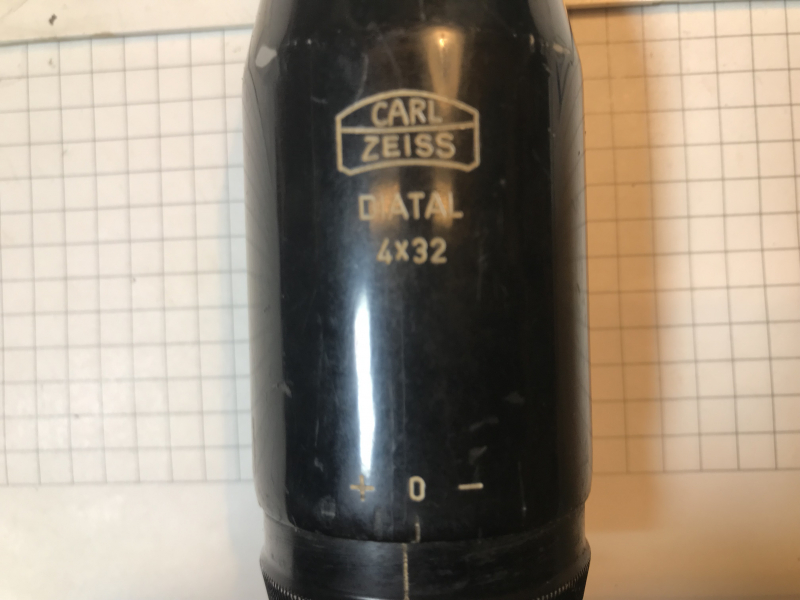 CARL
ZEISS
DIATAL
4x32
+ 0 −